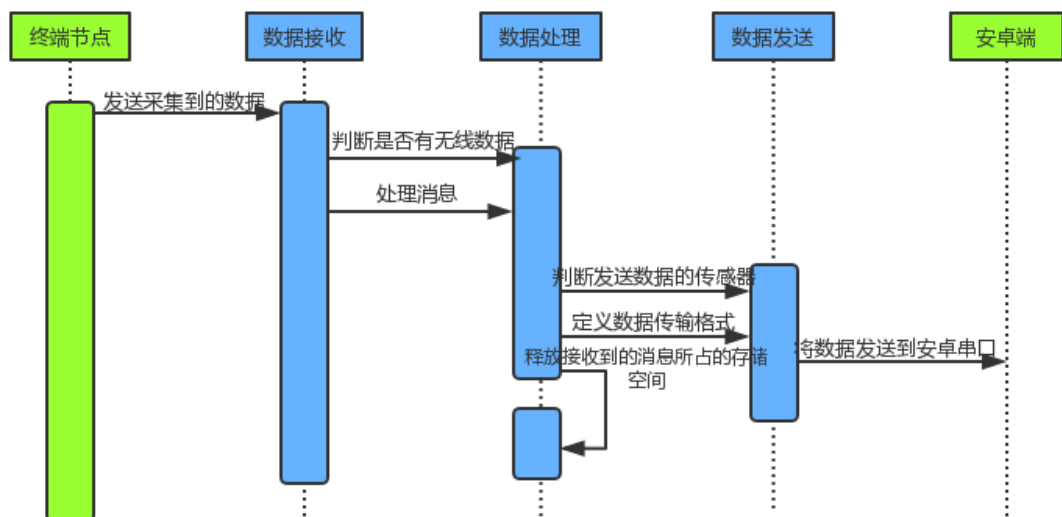 终端节点
数据接收
数据处理
数据发送
安卓端
发送采集到的数据
判断是否有无线数据
处理消息
判断发送数据的传感器
定义数据传输格式
将数据发送到安卓串口
释放接收到的消息所占的存储
空间